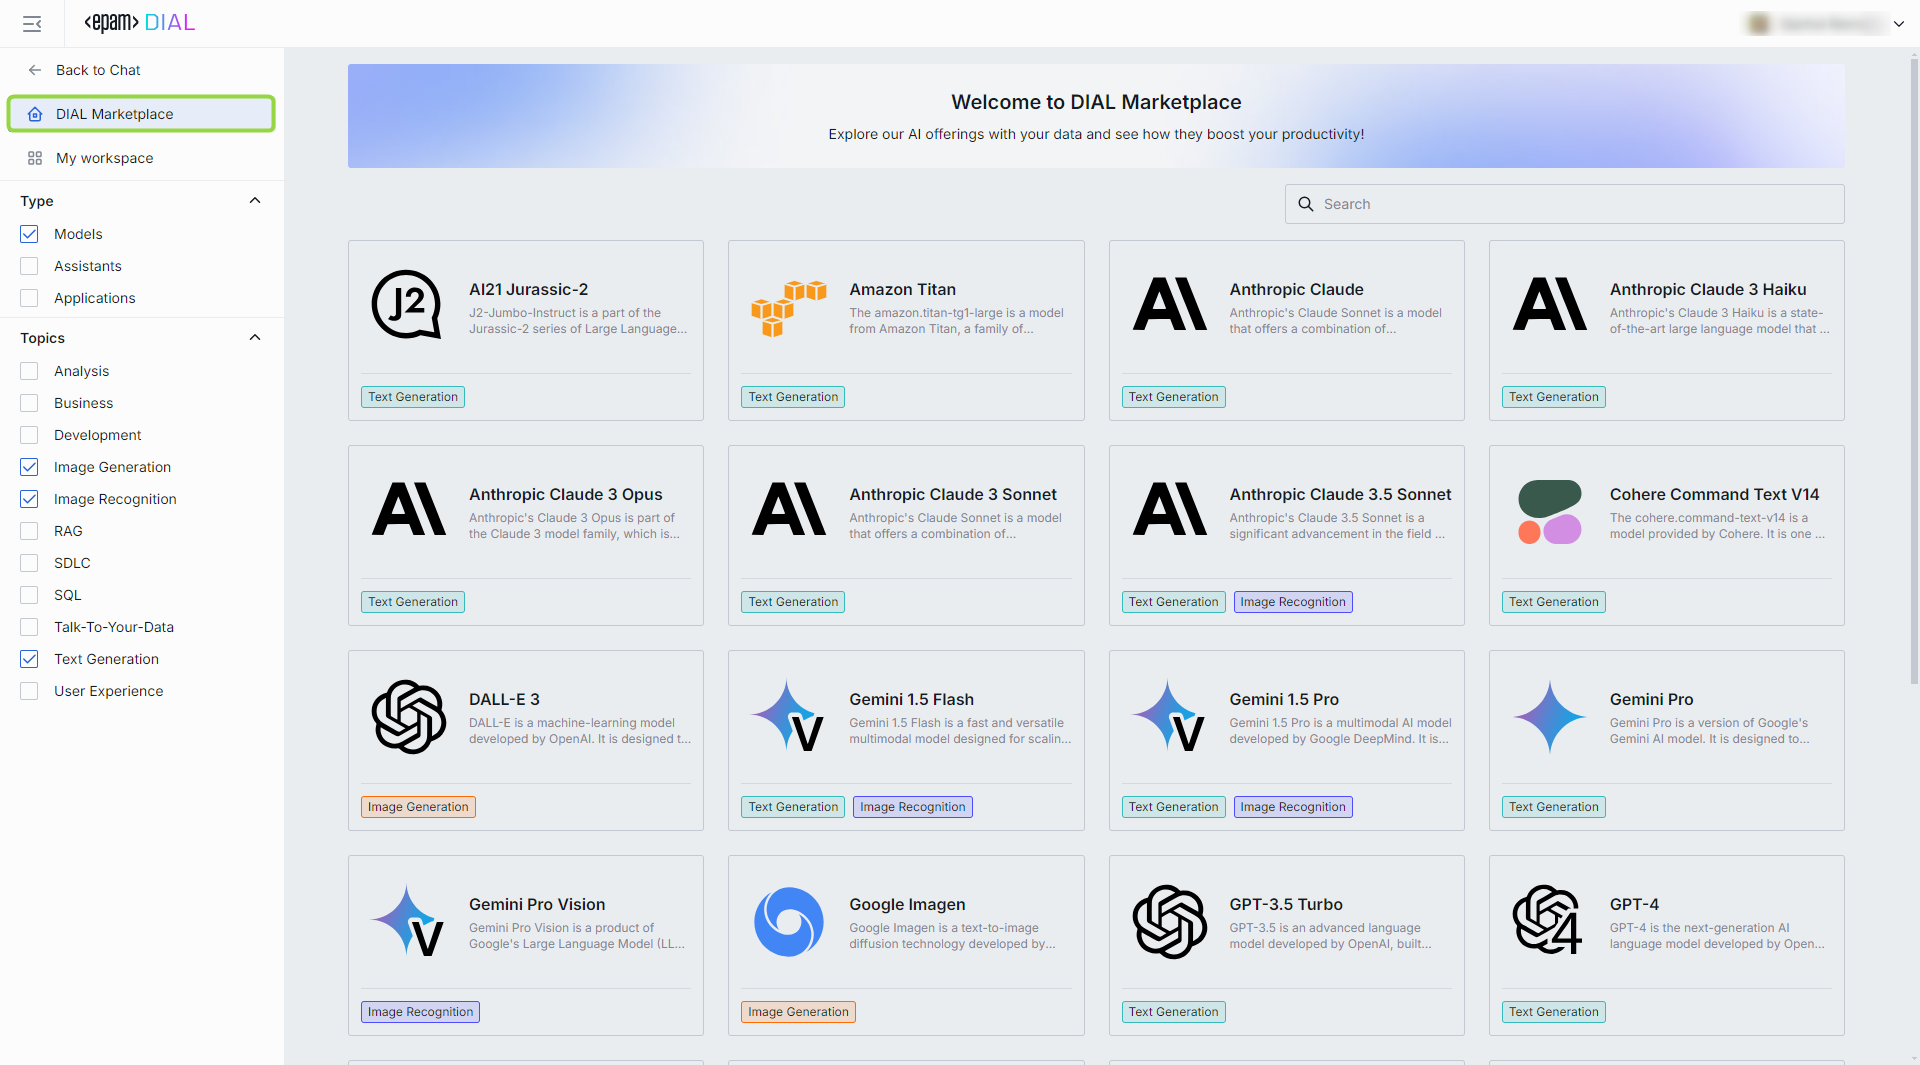 <epam> DIAL
Back to Chat
DIAL Marketplace
My workspace
Type
Models
Assistants
Applications
Topics
Analysis
Business
Development
Image Generation
Image Recognition
RAG
SDLC
SQL
Talk-To-Your-Data
Text Generation
User Experience
Welcome to DIAL Marketplace
Explore our AI offerings with your data and see how they boost your productivity!
Search
J2
AI21 Jurassic-2
J2-Jumbo-Instruct is a part of the
Jurassic-2 series of Large Language...
Text Generation
Amazon Titan
The amazon.titan-tg1-large is a model
from Amazon Titan, a family of...
Text Generation
Anthropic Claude
Anthropic's Claude Sonnet is a model
that offers a combination of...
Text Generation
Anthropic Claude 3 Haiku
Anthropic's Claude 3 Haiku is a state-
of-the-art large language model that ...
Text Generation
Anthropic Claude 3 Opus
Anthropic's Claude 3 Opus is part of
the Claude 3 model family, which is...
Text Generation
Anthropic Claude 3 Sonnet
Anthropic's Claude Sonnet is a model
that offers a combination of...
Text Generation
Anthropic Claude 3.5 Sonnet
Anthropic's Claude 3.5 Sonnet is a
significant advancement in the field ...
Text Generation Image Recognition
Cohere Command Text V14
The cohere.command-text-v14 is a
model provided by Cohere. It is one ...
Text Generation
DALL-E 3
DALL-E is a machine-learning model
developed by OpenAI. It is designed t...
Image Generation
V
Gemini 1.5 Flash
Gemini 1.5 Flash is a fast and versatile
multimodal model designed for scalin...
Text Generation Image Recognition
V
Gemini 1.5 Pro
Gemini 1.5 Pro is a multimodal AI model
developed by Google DeepMind. It is...
Text Generation Image Recognition
Gemini Pro
Gemini Pro is a version of Google's
Gemini AI model. It is designed to...
Text Generation
V
Gemini Pro Vision
Gemini Pro Vision is a product of
Google's Large Language Model (LL...
Image Recognition
Google Imagen
Google Imagen is a text-to-image
diffusion technology developed by...
Image Generation
GPT-3.5 Turbo
GPT-3.5 is an advanced language
model developed by OpenAI, built...
Text Generation
4
GPT-4
GPT-4 is the next-generation AI
language model developed by Open...
Text Generation